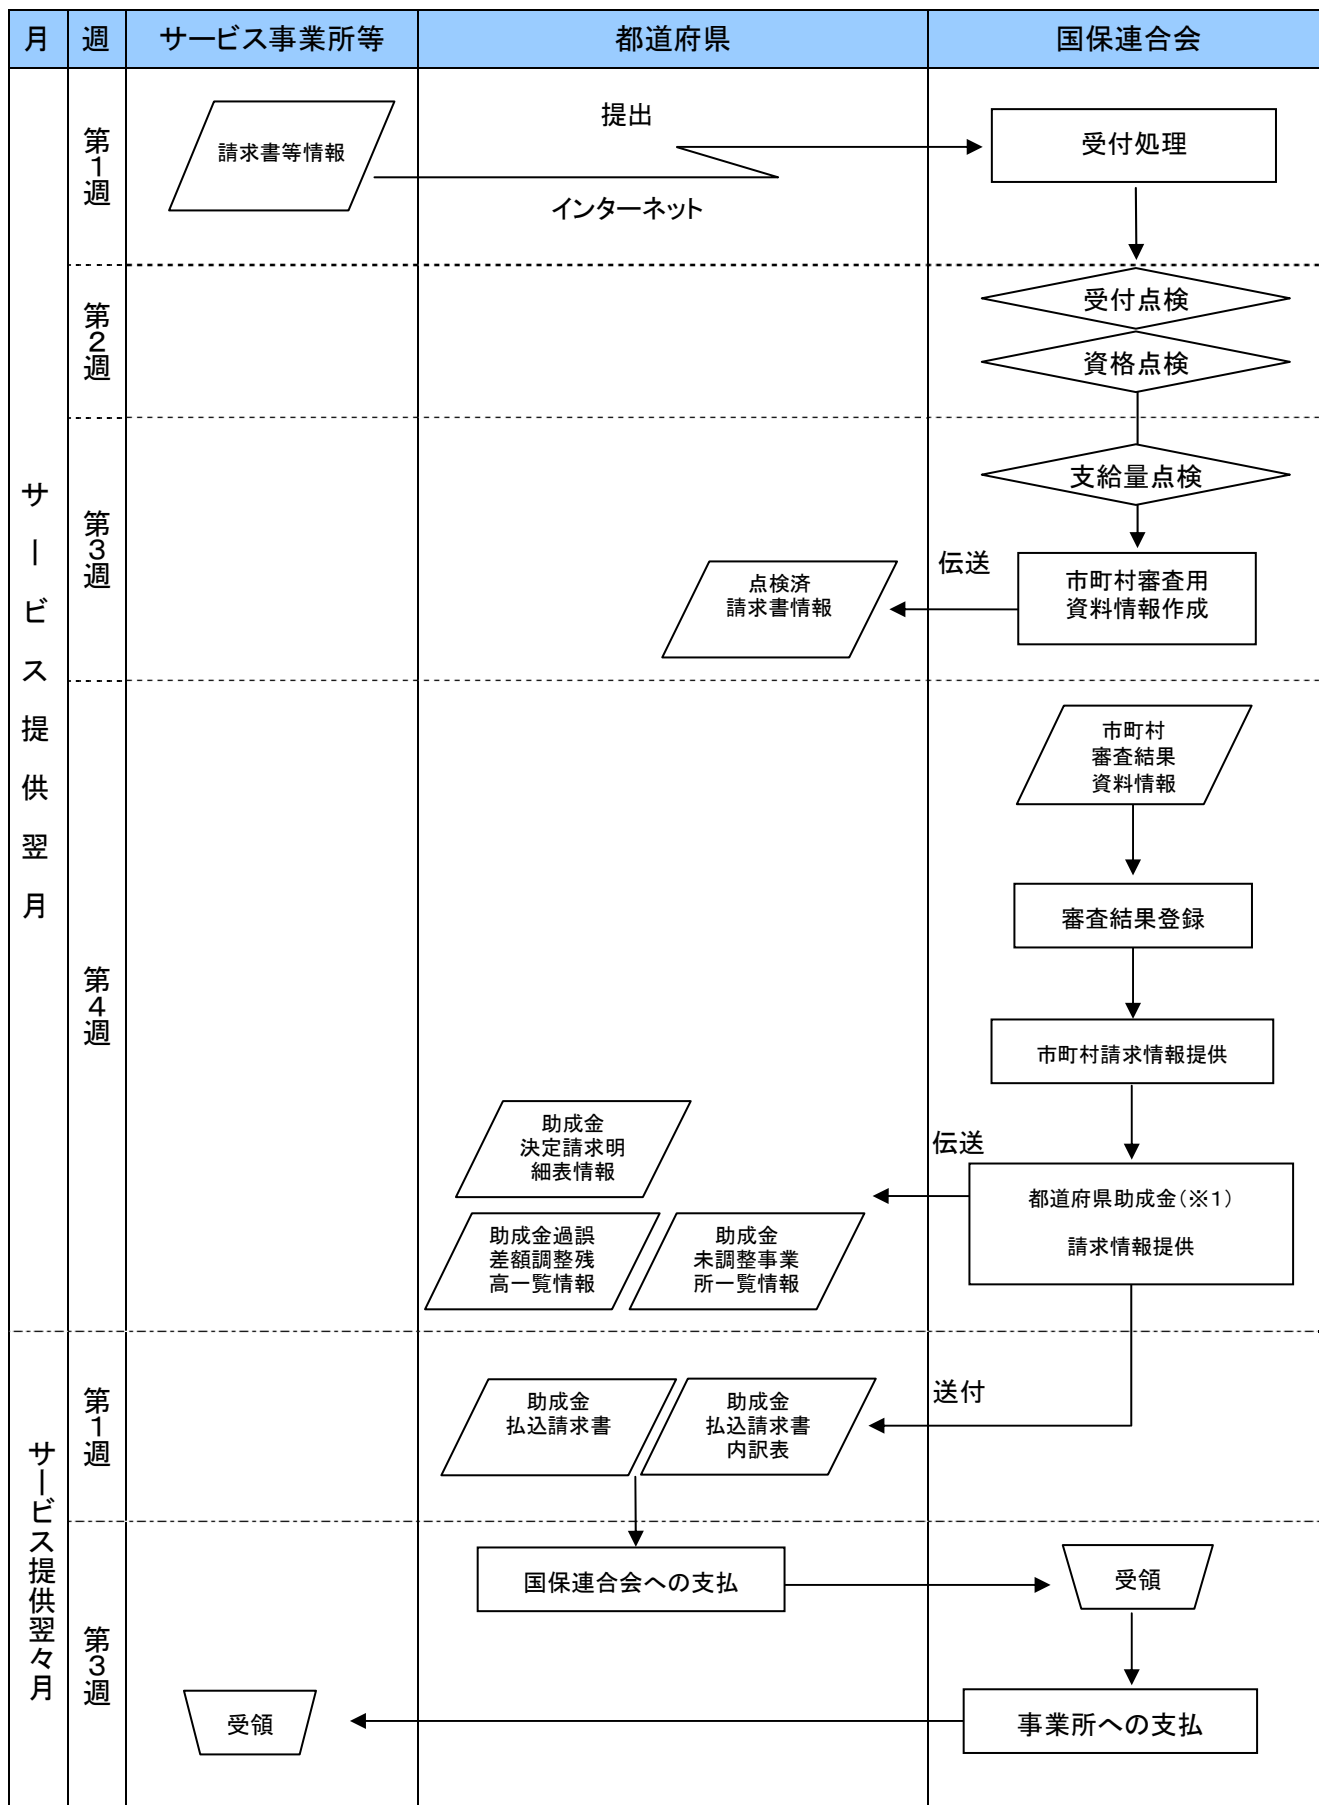 月 週 サービス事業所等 都道府県 国保連合会
サービス提供翌月
第1週
請求書等情報
提出
インターネット
受付処理
第2週
受付点検
資格点検
第3週
支給量点検
点検済
請求書情報
伝送
市町村審査用
資料情報作成
第4週
市町村
審査結果
資料情報
審査結果登録
市町村請求情報提供
助成金
決定請求明
細表情報
伝送
都道府県助成金(※1)
請求情報提供
助成金過誤
差額調整残
高一覧情報
助成金
未調整事業
所一覧情報
サービス提供翌々月
第1週
助成金
払込請求書
助成金
払込請求書
内訳表
送付
第3週
国保連合会への支払
受領
受領
事業所への支払